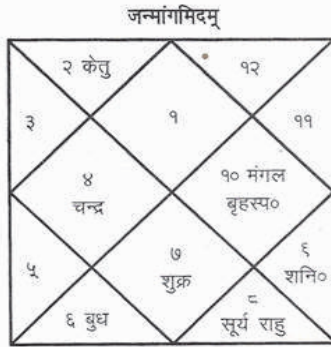 जन्मांगमिदम्
२ केतु
१२
३
१
११
४
चन्द्र
१० मंगल
बृहस्प०
५
७
शुक्र
६
शनि०
६ बुध
८
सूर्य राहु